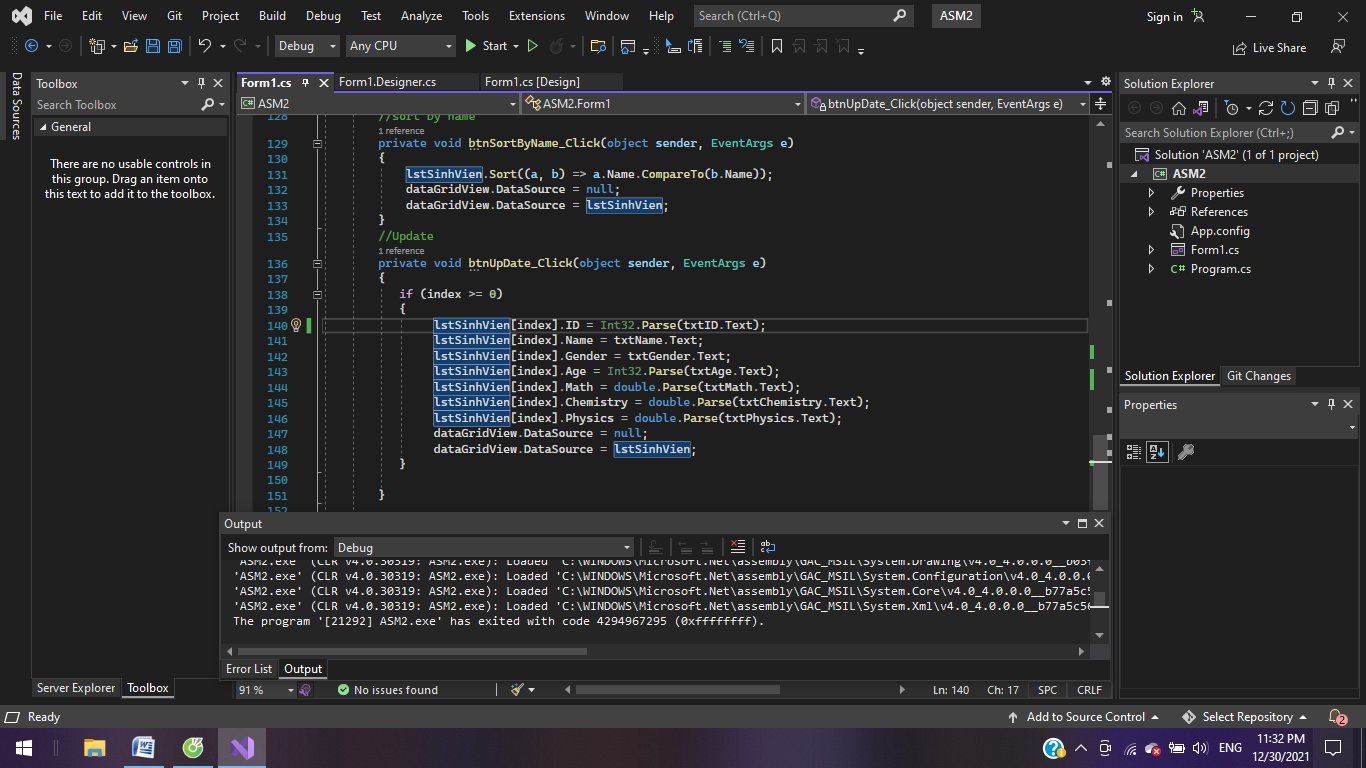 File Edit View Git Project Build Debug Test Analyze Tools Extensions Window Help Search (Ctrl+Q) ASM2 Sign in
Debug Any CPU Start Live Share
Data Sources
Toolbox
Search Toolbox
General
There are no usable controls in
this group. Drag an item onto
this text to add it to the toolbox.
Server Explorer Toolbox
Form1.cs Form1.Designer.cs Form1.cs [Design]
ASM2 ASM2.Form1 btnUpDate_Click(object sender, EventArgs e)
128 //sort by name
1 reference
129 private void btnSortByName_Click(object sender, EventArgs e)
130 {
131 lstSinhVien.Sort((a, b) => a.Name.CompareTo(b.Name));
132 dataGridView.DataSource = null;
133 dataGridView.DataSource = lstSinhVien;
134 }
135 //Update
1 reference
136 private void btnUpDate_Click(object sender, EventArgs e)
137 {
138 if (index >= 0)
139 {
140 lstSinhVien[index].ID = Int32.Parse(txtID.Text);
141 lstSinhVien[index].Name = txtName.Text;
142 lstSinhVien[index].Gender = txtGender.Text;
143 lstSinhVien[index].Age = Int32.Parse(txtAge.Text);
144 lstSinhVien[index].Math = double.Parse(txtMath.Text);
145 lstSinhVien[index].Chemistry = double.Parse(txtChemistry.Text);
146 lstSinhVien[index].Physics = double.Parse(txtPhysics.Text);
147 dataGridView.DataSource = null;
148 dataGridView.DataSource = lstSinhVien;
149 }
150
151 }
152
Output
Show output from: Debug
'ASM2.exe' (CLR v4.0.30319: ASM2.exe): Loaded 'C:\WINDOWS\Microsoft.Net\assembly\GAC_MSIL\System.Drawing\v4.0_4.0.0.0__b03f
'ASM2.exe' (CLR v4.0.30319: ASM2.exe): Loaded 'C:\WINDOWS\Microsoft.Net\assembly\GAC_MSIL\System.Configuration\v4.0_4.0.0.0
'ASM2.exe' (CLR v4.0.30319: ASM2.exe): Loaded 'C:\WINDOWS\Microsoft.Net\assembly\GAC_MSIL\System.Core\v4.0_4.0.0.0__b77a5c5
'ASM2.exe' (CLR v4.0.30319: ASM2.exe): Loaded 'C:\WINDOWS\Microsoft.Net\assembly\GAC_MSIL\System.Xml\v4.0_4.0.0.0__b77a5c56
The program '[21292] ASM2.exe' has exited with code 4294967295 (0xffffffff).
Error List Output
91 % No issues found Ln: 140 Ch: 17 SPC CRLF
Solution Explorer
Search Solution Explorer (Ctrl+;)
Solution 'ASM2' (1 of 1 project)
ASM2
Properties
References
App.config
Form1.cs
Program.cs
Solution Explorer Git Changes
Properties
Ready Add to Source Control Select Repository 2
ENG 11:32 PM
12/30/2021